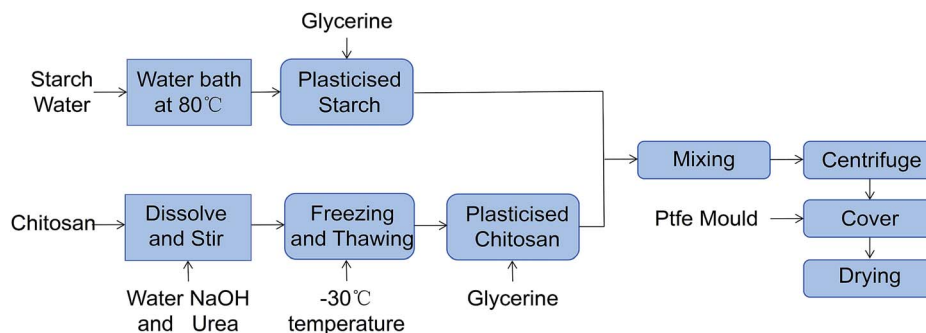 Glycerine
Starch
Water
Water bath
at 80℃
Plasticised
Starch
Mixing
Centrifuge
Chitosan
Dissolve
and Stir
Freezing
and Thawing
Plasticised
Chitosan
Ptfe Mould
Cover
Water NaOH
and Urea
-30℃
temperature
Glycerine
Drying